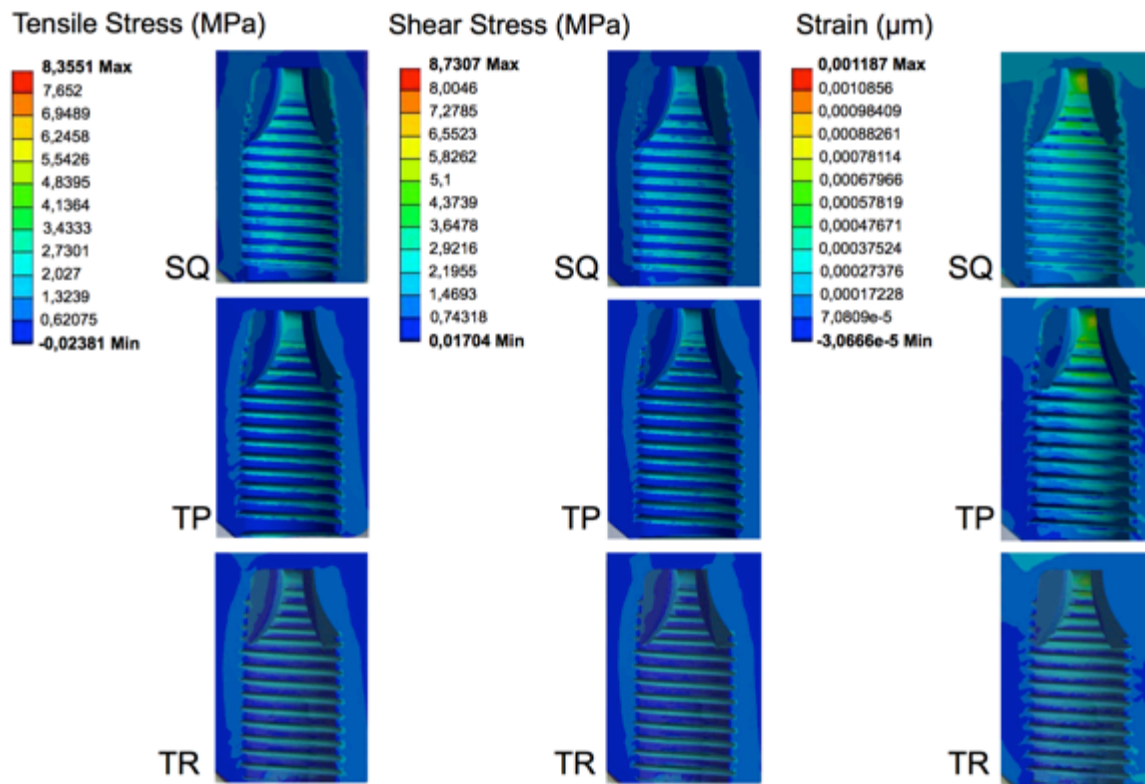 Tensile Stress (MPa)
8,3551 Max
7,652
6,9489
6,2458
5,5426
4,8395
4,1364
3,4333
2,7301
2,027
1,3239
0,62075
-0,02381 Min
SQ
TP
TR
Shear Stress (MPa)
8,7307 Max
8,0046
7,2785
6,5523
5,8262
5,1
4,3739
3,6478
2,9216
2,1955
1,4693
0,74318
0,01704 Min
SQ
TP
TR
Strain (µm)
0,001187 Max
0,0010856
0,00098409
0,00088261
0,00078114
0,00067966
0,00057819
0,00047671
0,00037524
0,00027376
0,00017228
7,0809e-5
-3,0666e-5 Min
SQ
TP
TR